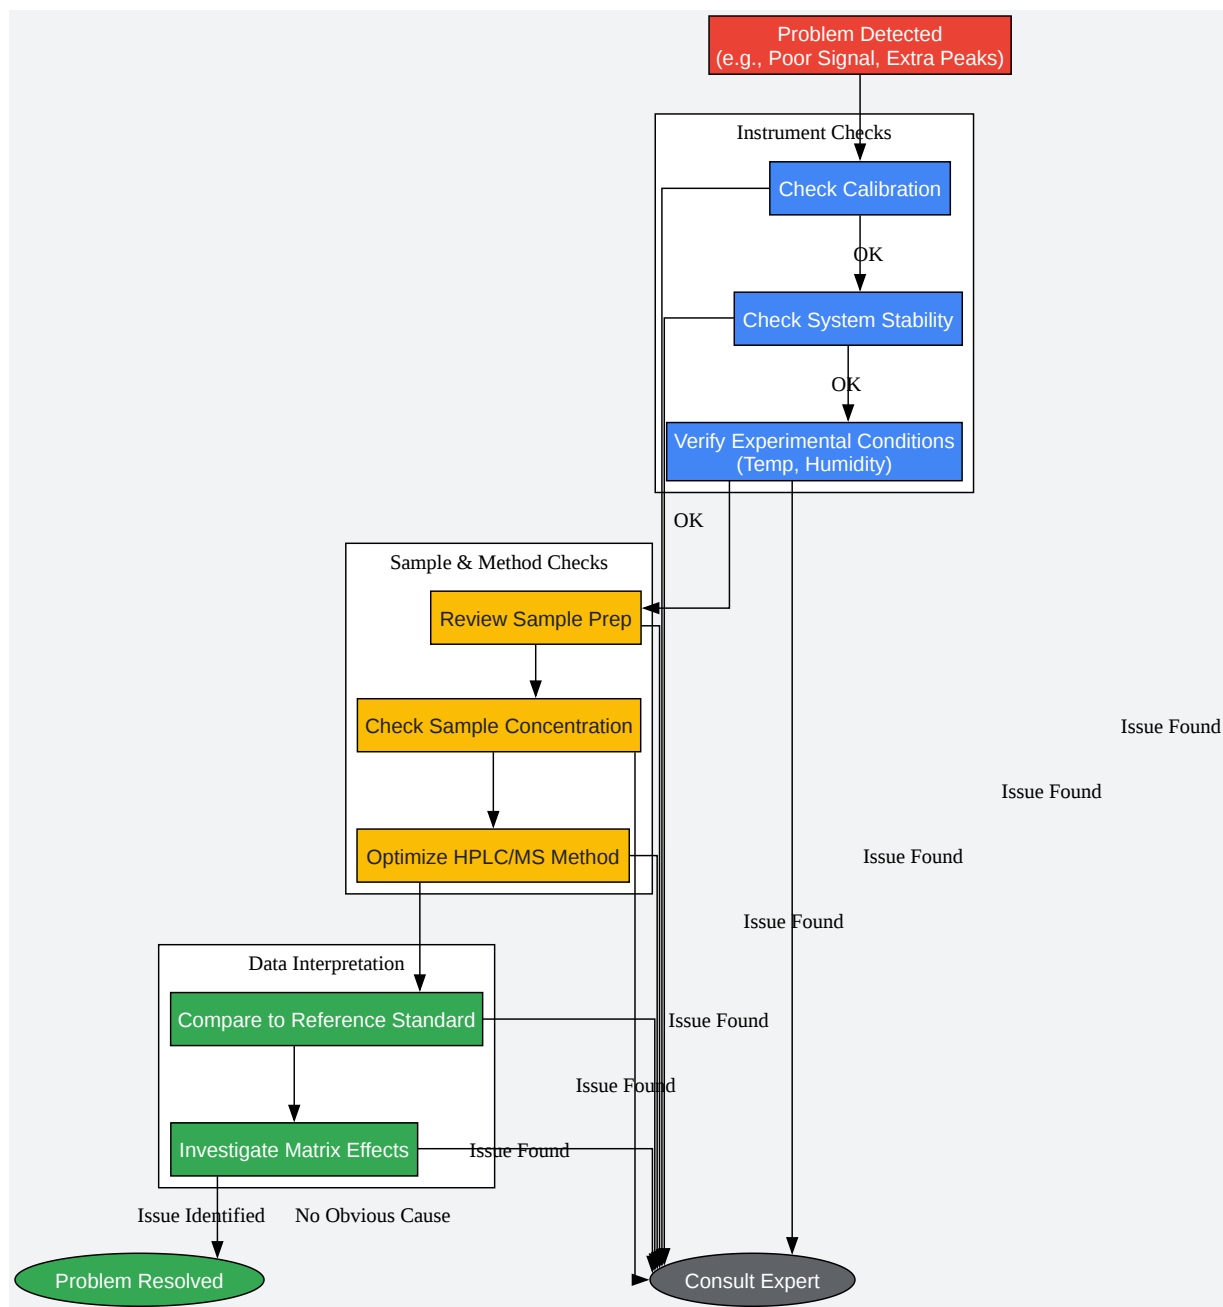 Problem Detected
(e.g., Poor Signal, Extra Peaks)
Instrument Checks
Check Calibration
OK
Check System Stability
OK
Verify Experimental Conditions
(Temp, Humidity)
OK
Sample & Method Checks
Review Sample Prep
Check Sample Concentration
Issue Found
Issue Found
Optimize HPLC/MS Method
Issue Found
Issue Found
Data Interpretation
Compare to Reference Standard
Issue Found
Issue Found
Investigate Matrix Effects
Issue Found
Issue Identified
No Obvious Cause
Problem Resolved
Consult Expert